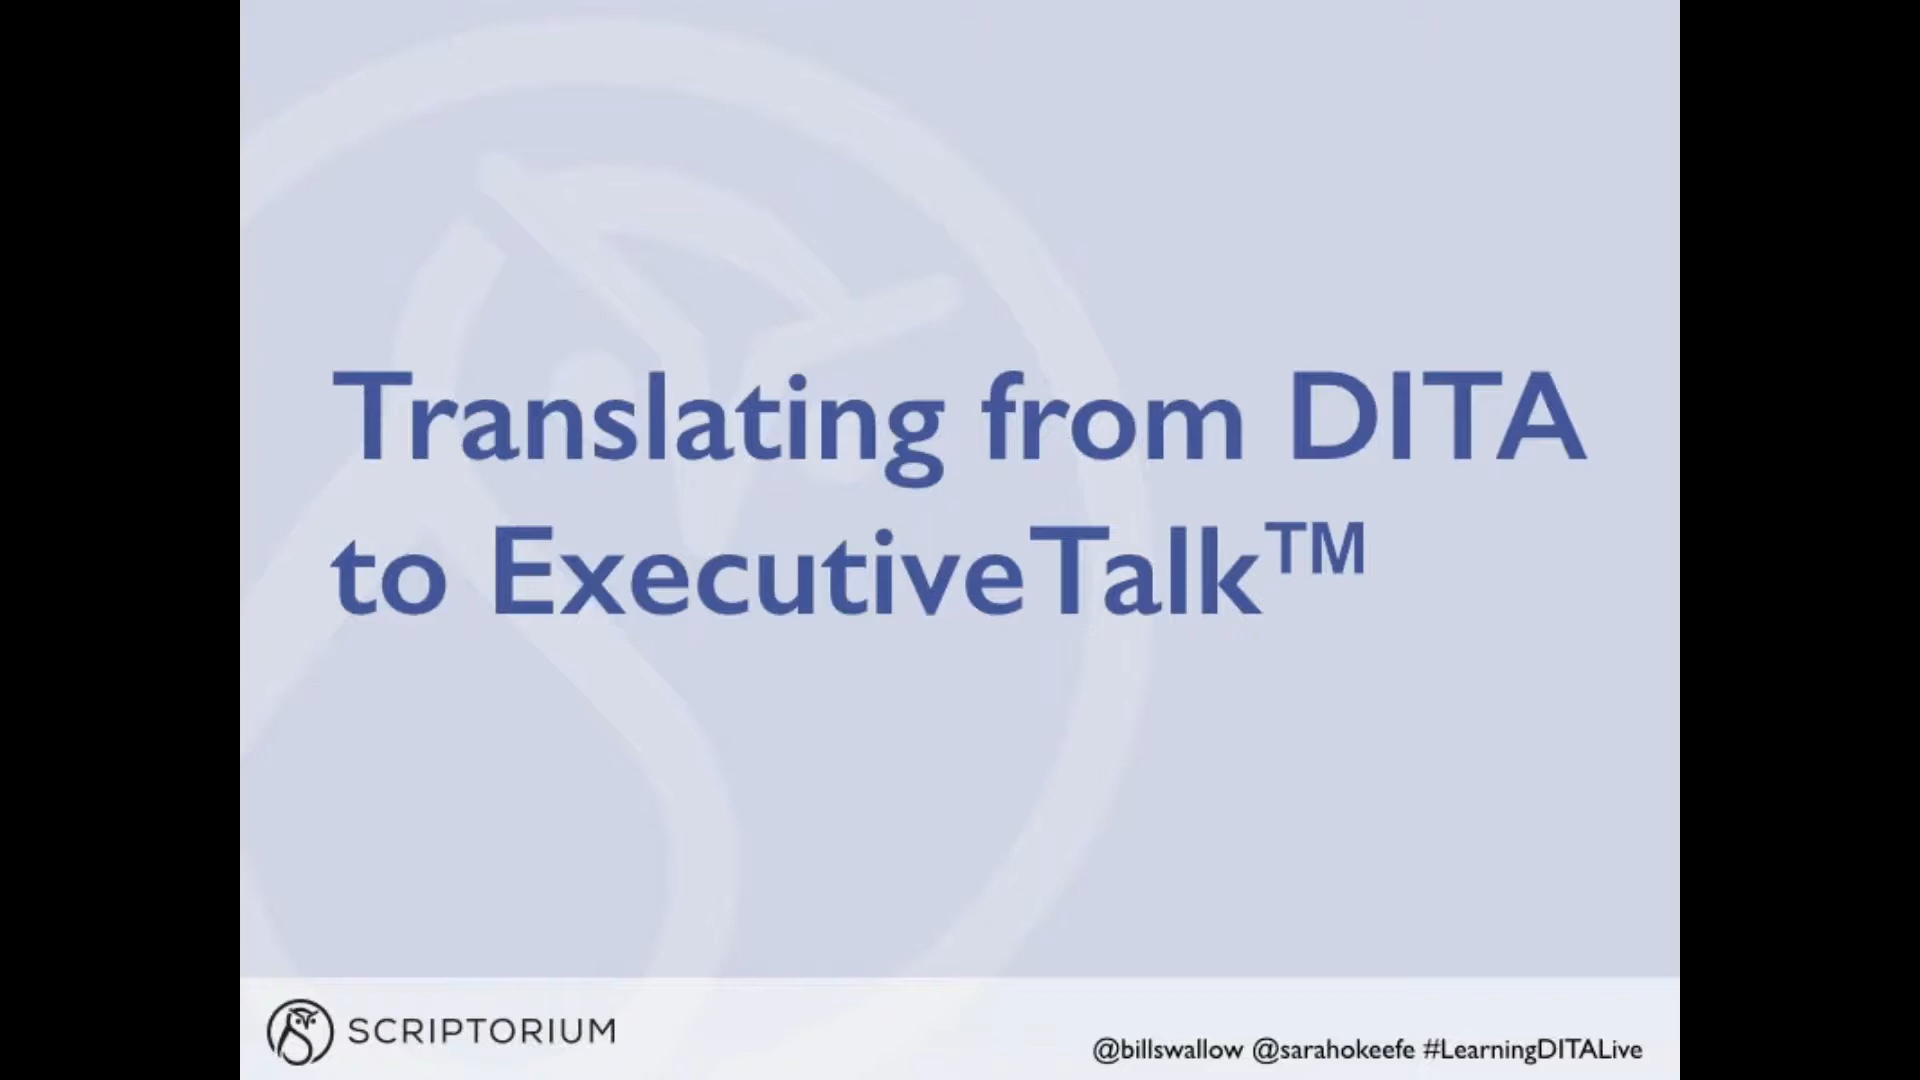 Translating from DITA
to ExecutiveTalk™
SCRIPTORIUM
@billswallow @sarahokeefe #LearningDITALive